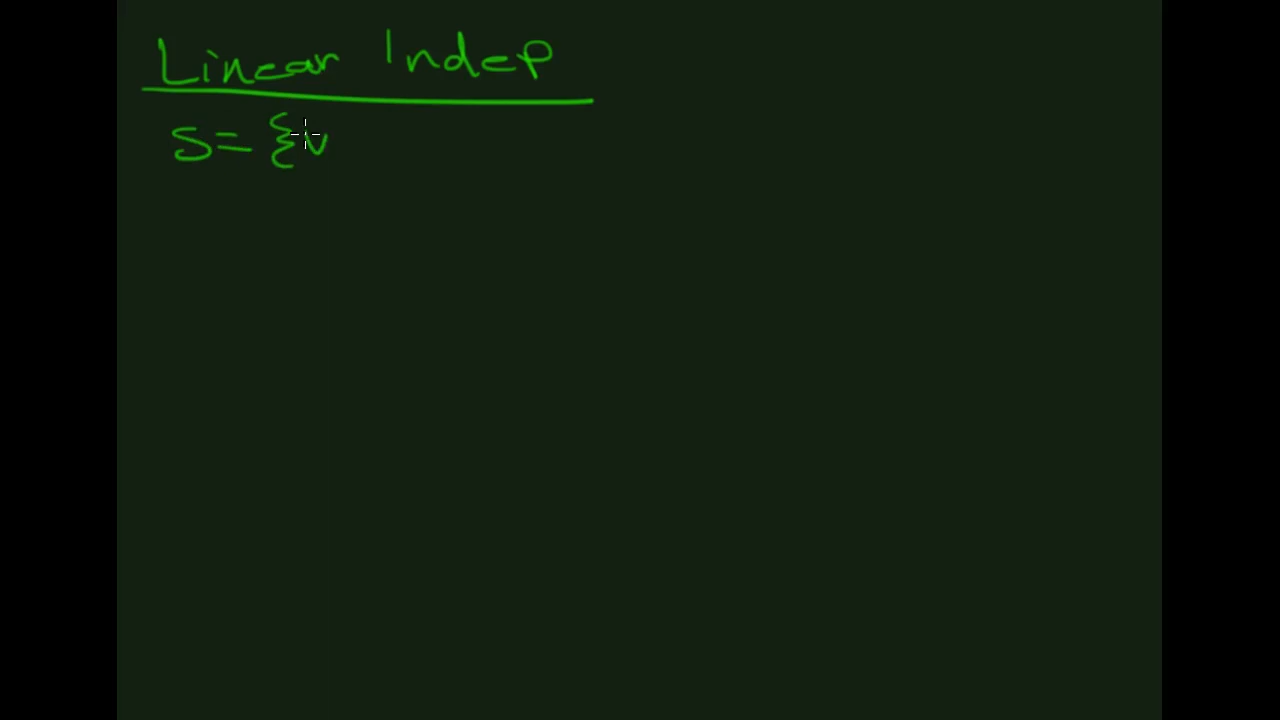 Linear Indep
S = {v